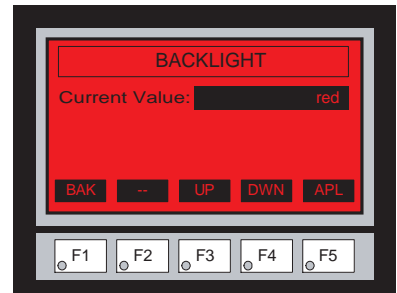 BACKLIGHT
Current Value: red
BAK -- UP DWN APL
F1 F2 F3 F4 F5